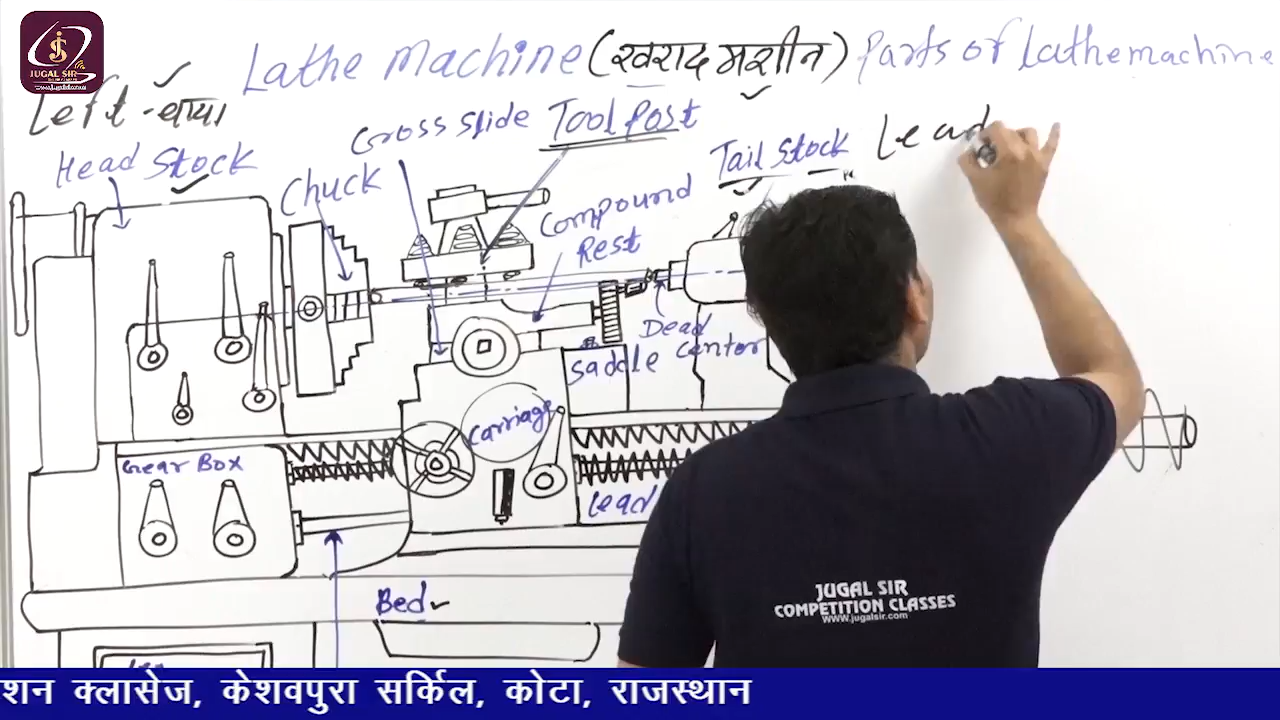 JUGAL SIR
Lathe Machine (खराद मशीन) Parts of lathe machine
Left - बाया
Head Stock
Chuck
Cross slide
Tool Post
Compound
Rest
Tail Stock
Lead
Dead
Saddle center
Carriage
Gear Box
Lead
Bed
JUGAL SIR
COMPETITION CLASSES
www.jugalsir.com
शन क्लासेज, केशवपुरा सर्किल, कोटा, राजस्थान